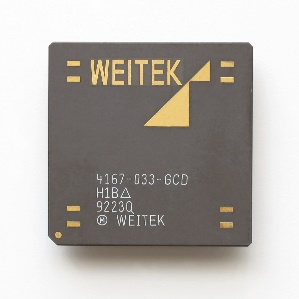 WEITEK
4167-033-GCD
H1B△
9223Q
Ⓜ WEITEK